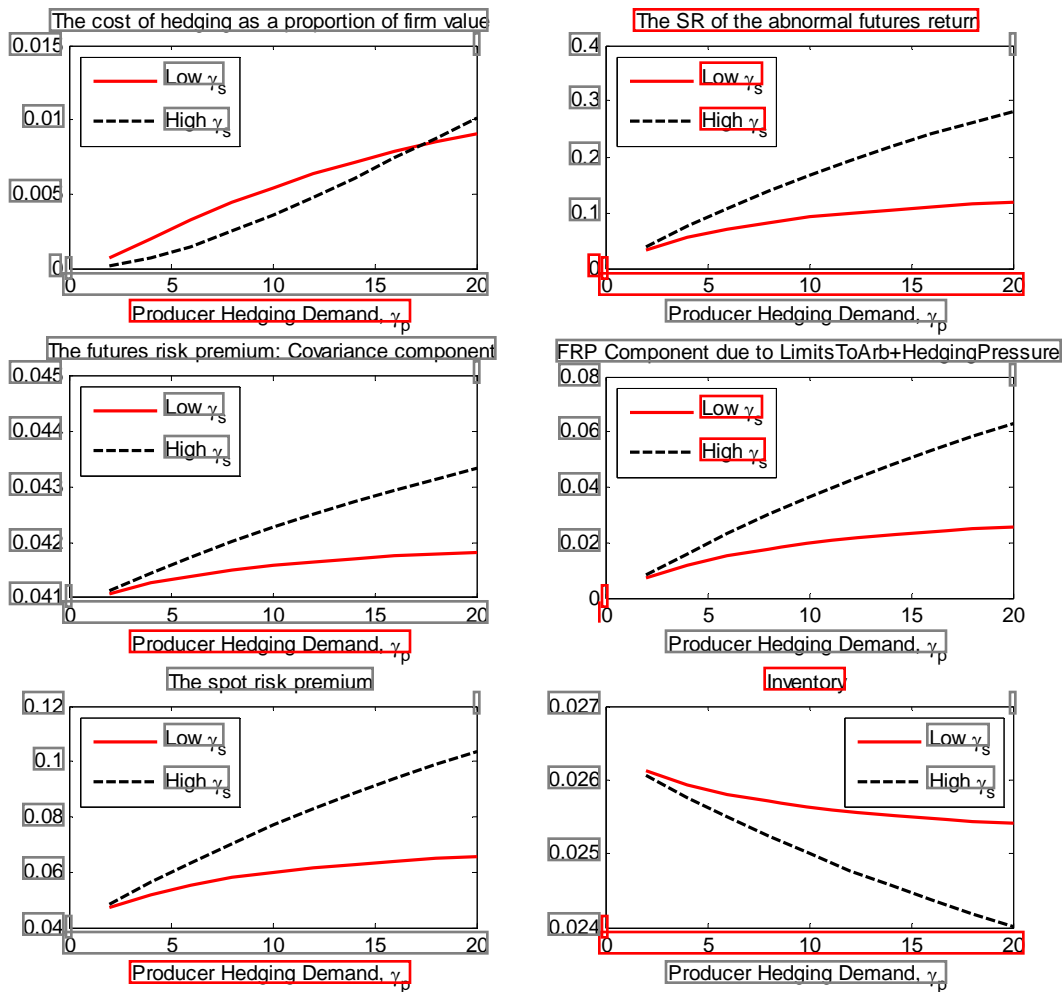 The cost of hedging as a proportion of firm value
0.015
0.01
0.005
0
Low γs
High γs
0 5 10 15 20
Producer Hedging Demand, γp
The SR of the abnormal futures return
0.4
0.3
0.2
0.1
0
Low γs
High γs
0 5 10 15 20
Producer Hedging Demand, γp
The futures risk premium: Covariance component
0.045
0.044
0.043
0.042
0.041
Low γs
High γs
0 5 10 15 20
Producer Hedging Demand, γp
FRP Component due to LimitsToArb+HedgingPressure
0.08
0.06
0.04
0.02
0
Low γs
High γs
0 5 10 15 20
Producer Hedging Demand, γp
The spot risk premium
0.12
0.1
0.08
0.06
0.04
Low γs
High γs
0 5 10 15 20
Producer Hedging Demand, γp
Inventory
0.027
0.026
0.025
0.024
Low γs
High γs
0 5 10 15 20
Producer Hedging Demand, γp